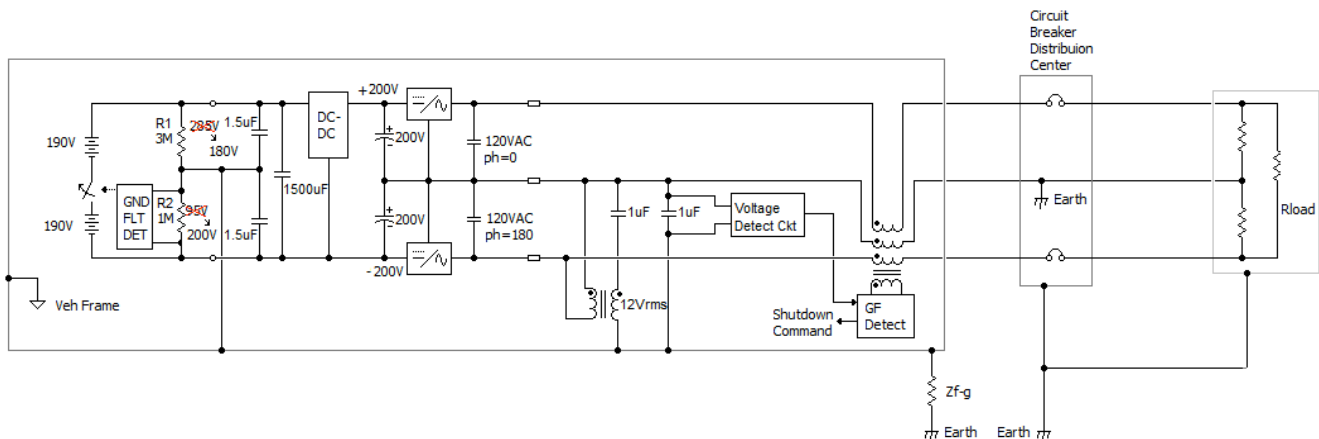 Circuit
Breaker
Distribuion
Center
+200V
R1
3M
285V
180V
1.5uF
DC-
DC
190V
200V
120VAC
ph=0
1500uF
GND
FLT
DET
R2
1M
95V
200V
1.5uF
190V
200V
120VAC
ph=180
-200V
1uF
1uF
Voltage
Detect Ckt
Earth
Rload
Veh Frame
12Vrms
Shutdown
Command
GF
Detect
Zf-g
Earth
Earth